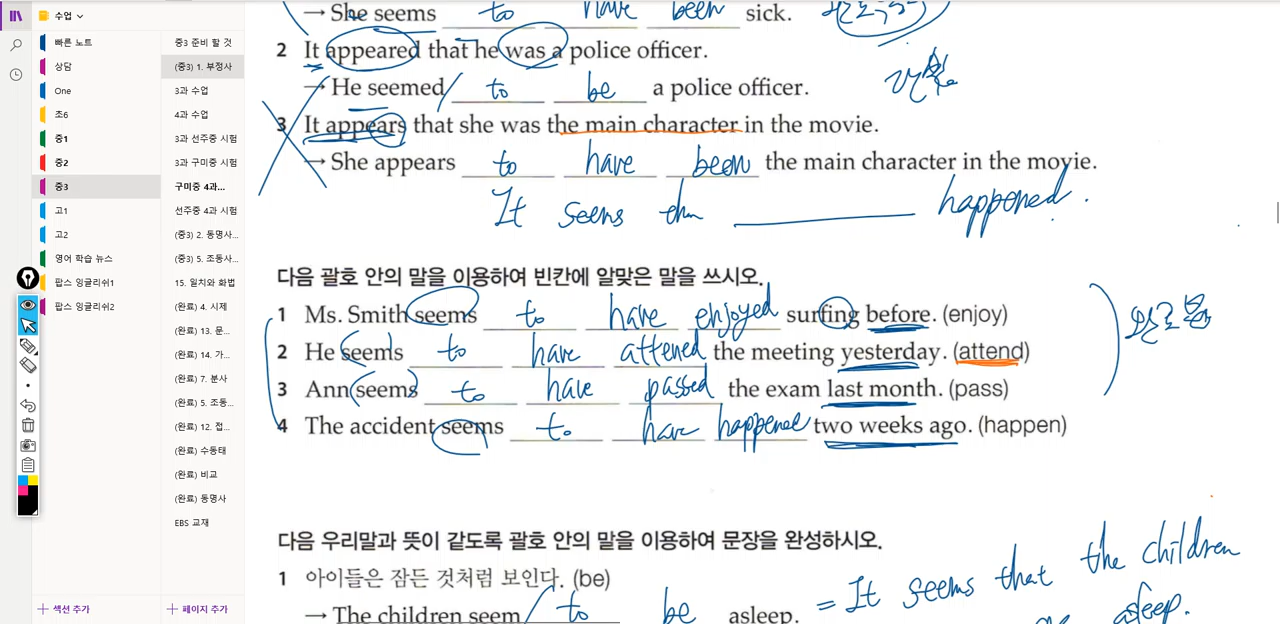 수업
빠른 노트
상담
One
초6
중1
중2
중3
고1
고2
영어 학습 뉴스
팝스 잉글리쉬1
팝스 잉글리쉬2
섹션 추가
중3 준비 할 것
(중3) 1. 부정사
3과 수업
4과 수업
3과 선주중 시험
3과 구미중 시험
구미중 4과...
선주중 4과 시험
(중3) 2. 동명사...
(중3) 5. 조동사...
15. 일치와 화법
(완료) 4. 시제
(완료) 13. 문...
(완료) 14. 가...
(완료) 7. 분사
(완료) 5. 조동...
(완료) 12. 접...
(완료) 수동태
(완료) 비교
(완료) 동명사
EBS 교재
페이지 추가
→ She seems to have been sick.
2 It appeared that he was a police officer.
→ He seemed to be a police officer.
3 It appears that she was the main character in the movie.
→ She appears to have been the main character in the movie.
It seems tha happened.
다음 괄호 안의 말을 이용하여 빈칸에 알맞은 말을 쓰시오.
1 Ms. Smith seems to have enjoyed surfing before. (enjoy)
2 He seems to have attened the meeting yesterday. (attend)
3 Ann seems to have passed the exam last month. (pass)
4 The accident seems to have happened two weeks ago. (happen)
다음 우리말과 뜻이 같도록 괄호 안의 말을 이용하여 문장을 완성하시오.
1 아이들은 잠든 것처럼 보인다. (be)
→ The children seem to be asleep.
= It seems that the children
asleep.